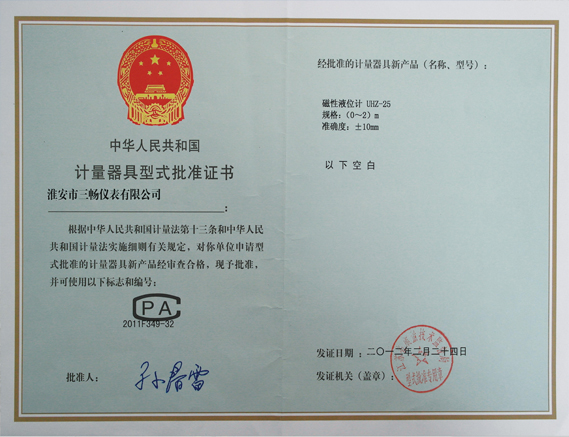 中华人民共和国
计量器具型式批准证书
淮安市三畅仪表有限公司
:
根据中华人民共和国计量法第十三条和中华人民
共和国计量法实施细则有关规定，对你单位申请型
式批准的计量器具新产品经审查合格，现予批准，
并可使用以下标志和编号：
CPA
2011F349-32
批准人：
经批准的计量器具新产品（名称、型号）：
磁性液位计 UHZ-25
规格：（0～2）m
准确度：±10mm
以下空白
发证日期：二〇一二年二月二十四日
发证机关（盖章）：